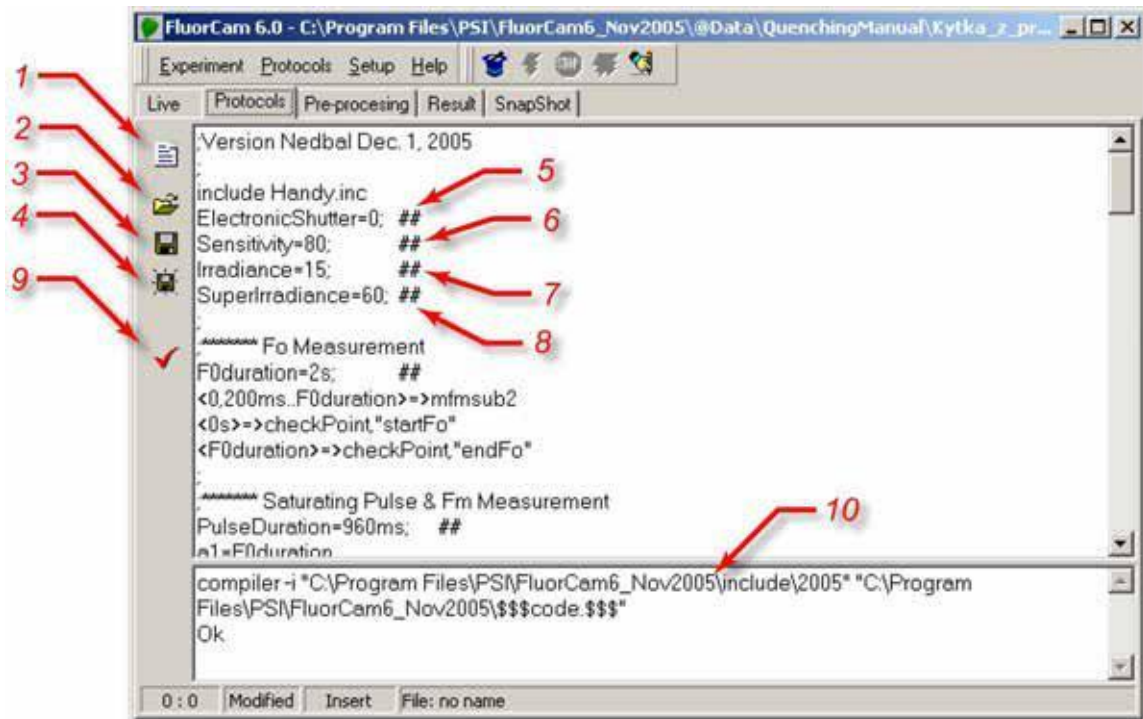 FluorCam 6.0 - C:\Program Files\PSI\FluorCam6_Nov2005\@Data\QuenchingManual\Kytka_z_pr...
Experiment Protocols Setup Help
Live Protocols Pre-procesing Result SnapShot
1
2
3
4
9
;Version Nedbal Dec. 1, 2005
;
include Handy.inc
ElectronicShutter=0; ##
5
Sensitivity=80; ##
6
Irradiance=15; ##
7
SuperIrradiance=60; ##
8
;
;******* Fo Measurement
F0duration=2s; ##
<0,200ms..F0duration>=>mfmsub2
<0s>=>checkPoint,"startFo"
<F0duration>=>checkPoint,"endFo"
;
;******* Saturating Pulse & Fm Measurement
PulseDuration=960ms; ##
a1=F0duration
10
compiler -i "C:\Program Files\PSI\FluorCam6_Nov2005\include\2005" "C:\Program
Files\PSI\FluorCam6_Nov2005\$$$code.$$$"
Ok
0 : 0 Modified Insert File: no name